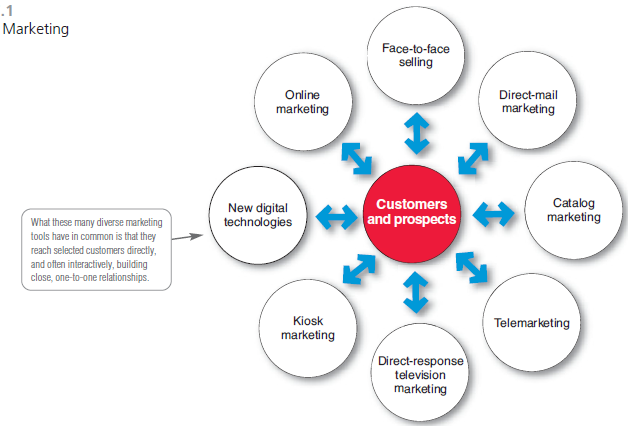 .1
Marketing
Face-to-face
selling
Online
marketing
Direct-mail
marketing
New digital
technologies
Customers
and prospects
Catalog
marketing
What these many diverse marketing
tools have in common is that they
reach selected customers directly,
and often interactively, building
close, one-to-one relationships.
Kiosk
marketing
Telemarketing
Direct-response
television
marketing